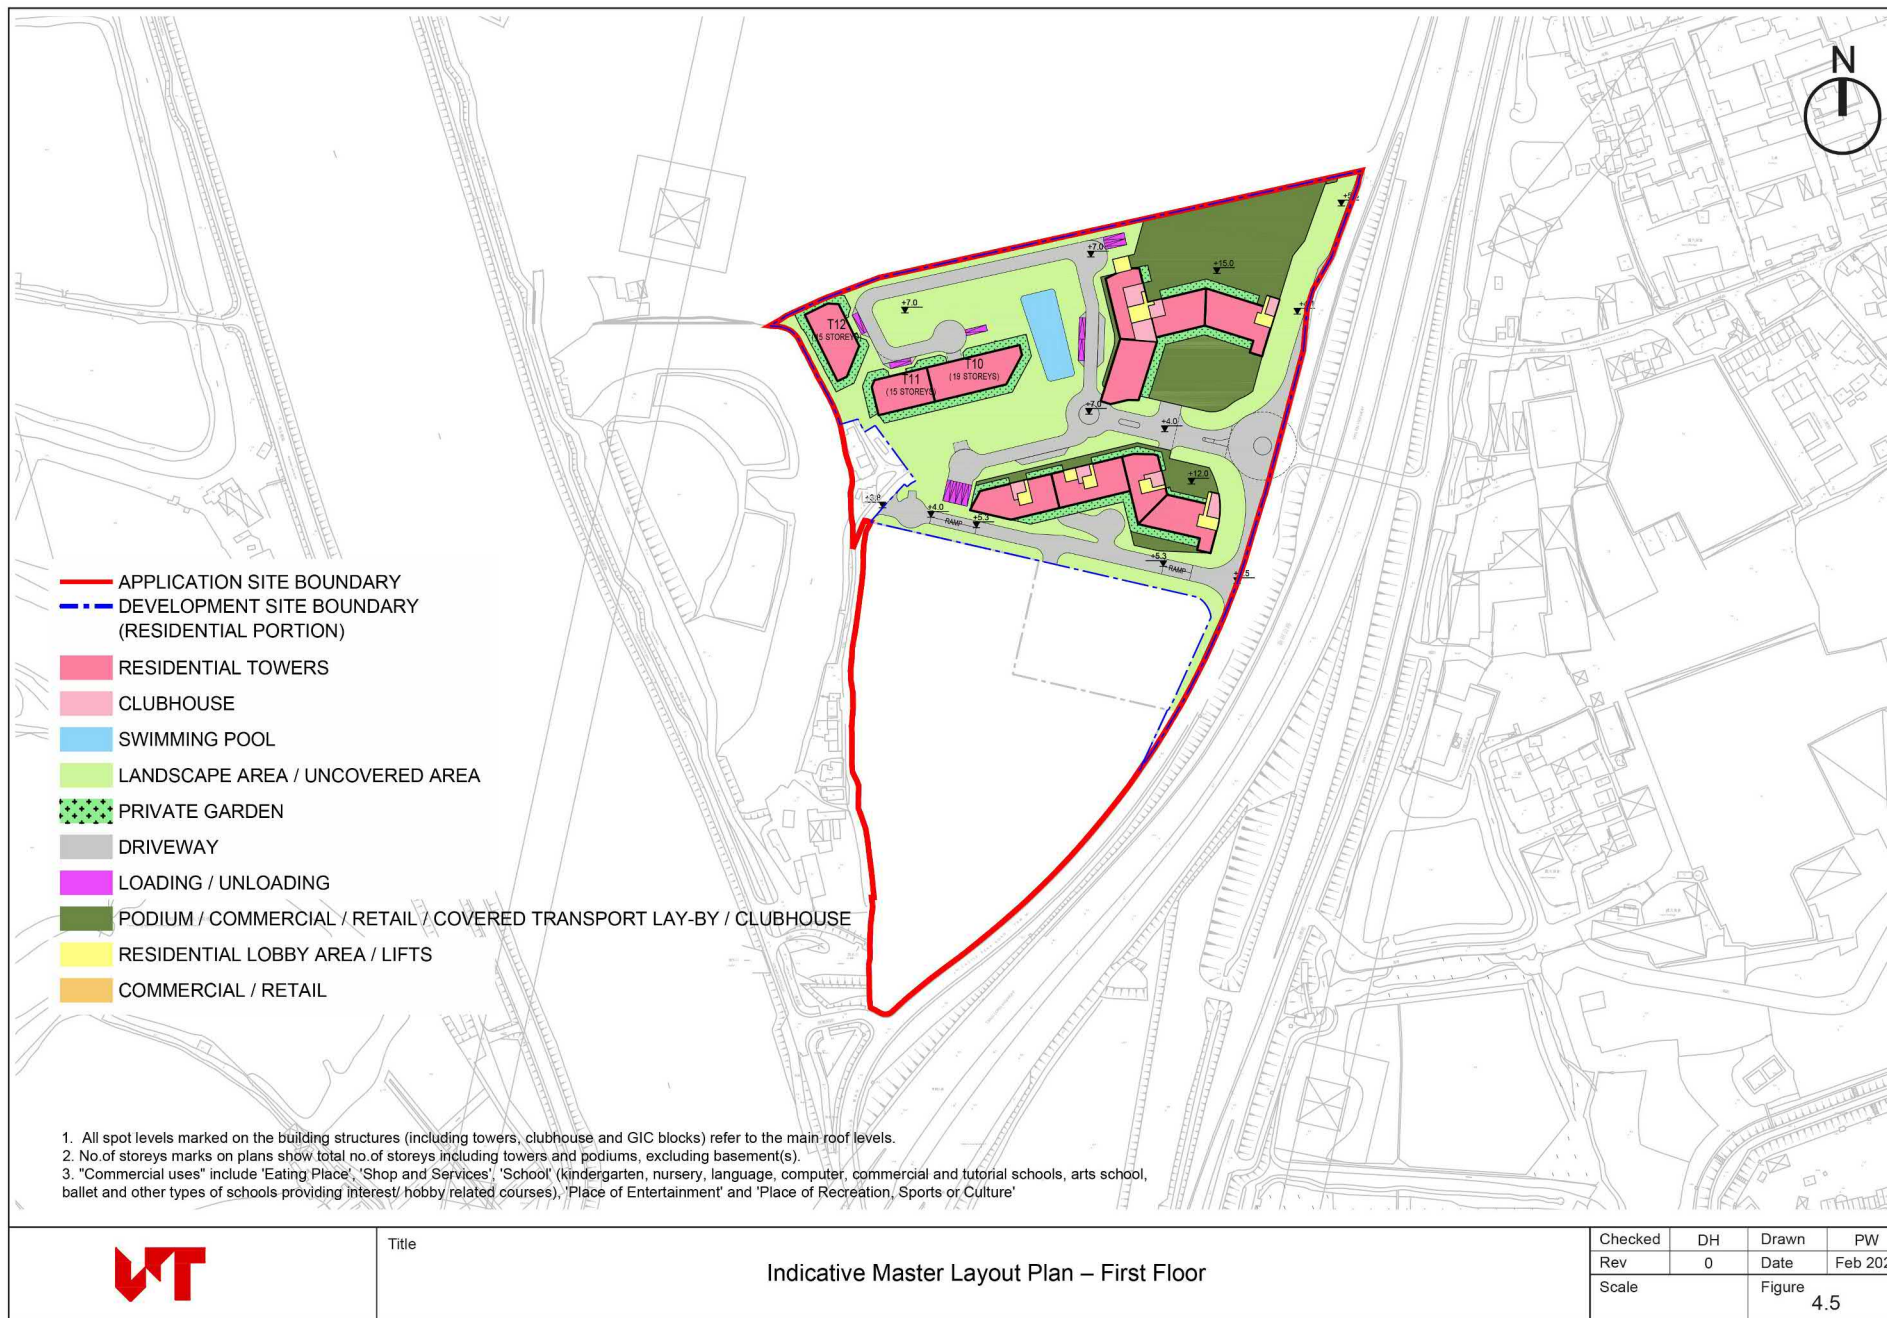 N
+7.0
+15.0
+7.0
T12
T10
(19 STOREYS)
T11
(15 STOREYS)
+7.0
+4.0
+12.0
+3.8
+4.0
RAMP
+5.3
+5.3
RAMP
APPLICATION SITE BOUNDARY
DEVELOPMENT SITE BOUNDARY
(RESIDENTIAL PORTION)
RESIDENTIAL TOWERS
CLUBHOUSE
SWIMMING POOL
LANDSCAPE AREA / UNCOVERED AREA
PRIVATE GARDEN
DRIVEWAY
LOADING / UNLOADING
PODIUM / COMMERCIAL / RETAIL / COVERED TRANSPORT LAY-BY / CLUBHOUSE
RESIDENTIAL LOBBY AREA / LIFTS
COMMERCIAL / RETAIL
1. All spot levels marked on the building structures (including towers, clubhouse and GIC blocks) refer to the main roof levels.
2. No.of storeys marks on plans show total no.of storeys including towers and podiums, excluding basement(s).
3. "Commercial uses" include 'Eating Place', 'Shop and Services', 'School' (kindergarten, nursery, language, computer, commercial and tutorial schools, arts school,
ballet and other types of schools providing interest/ hobby related courses), 'Place of Entertainment' and 'Place of Recreation, Sports or Culture'
Title
Indicative Master Layout Plan – First Floor
Checked DH Drawn PW
Rev 0 Date Feb 202
Scale Figure
4.5